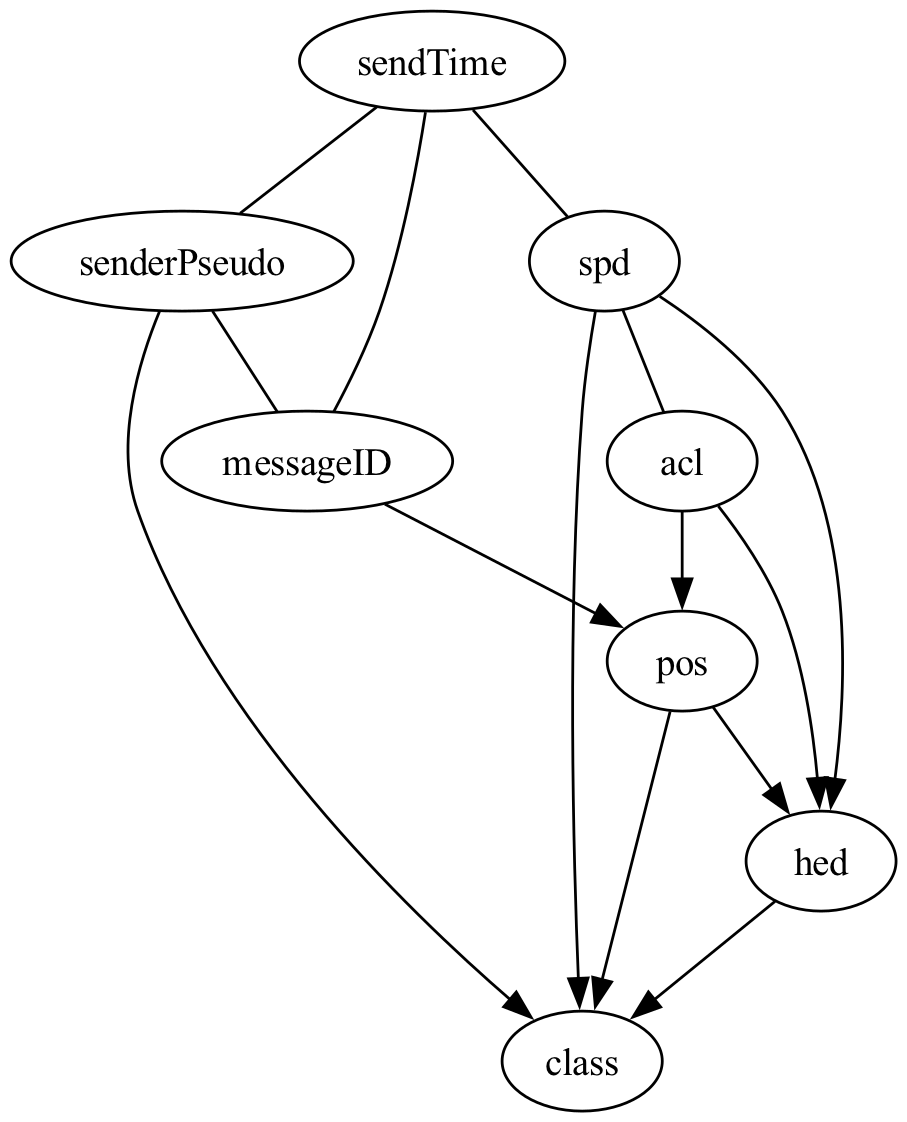 sendTime
senderPseudo
spd
messageID
acl
pos
hed
class